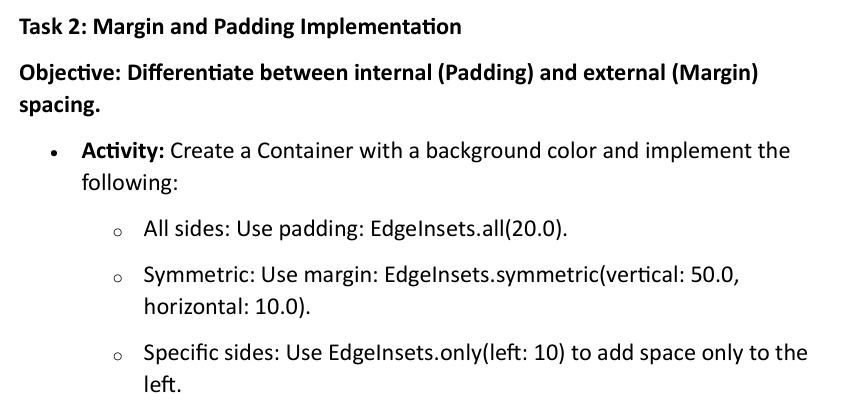 Task 2: Margin and Padding Implementation
Objective: Differentiate between internal (Padding) and external (Margin)
spacing.
• Activity: Create a Container with a background color and implement the
following:
o All sides: Use padding: EdgeInsets.all(20.0).
o Symmetric: Use margin: EdgeInsets.symmetric(vertical: 50.0,
horizontal: 10.0).
o Specific sides: Use EdgeInsets.only(left: 10) to add space only to the
left.